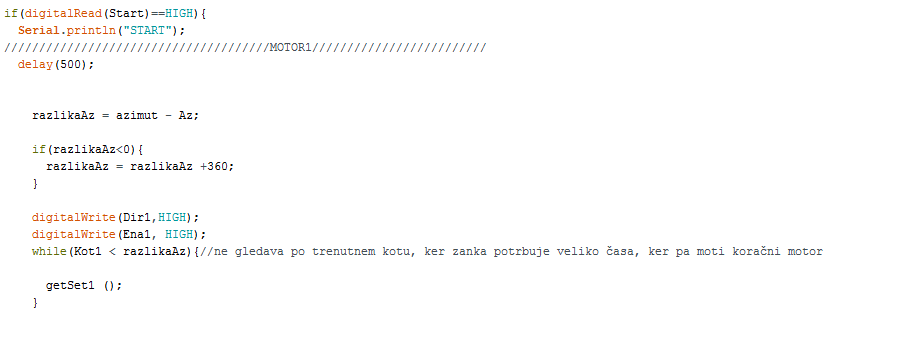 if(digitalRead(Start)==HIGH){
Serial.println("START");
//////////////////////////////////////MOTOR1/////////////////////////
delay(500);
razlikaAz = azimut - Az;
if(razlikaAz<0){
razlikaAz = razlikaAz +360;
}
digitalWrite(Dir1,HIGH);
digitalWrite(Ena1, HIGH);
while(Kot1 < razlikaAz){//ne gledava po trenutnem kotu, ker zanka potrbuje veliko časa, ker pa moti koračni motor
getSet1 ();
}